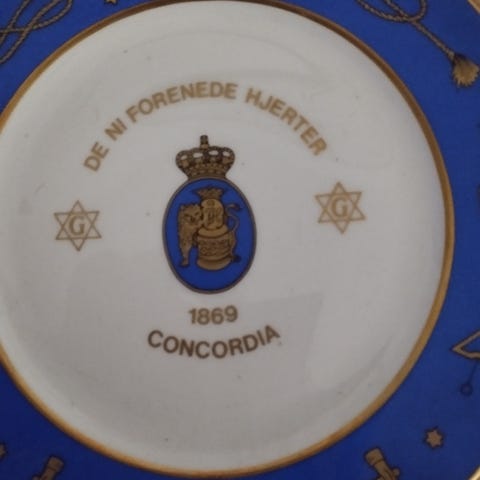 DE NI FORENEDE HJERTER
G G
1869
CONCORDIA